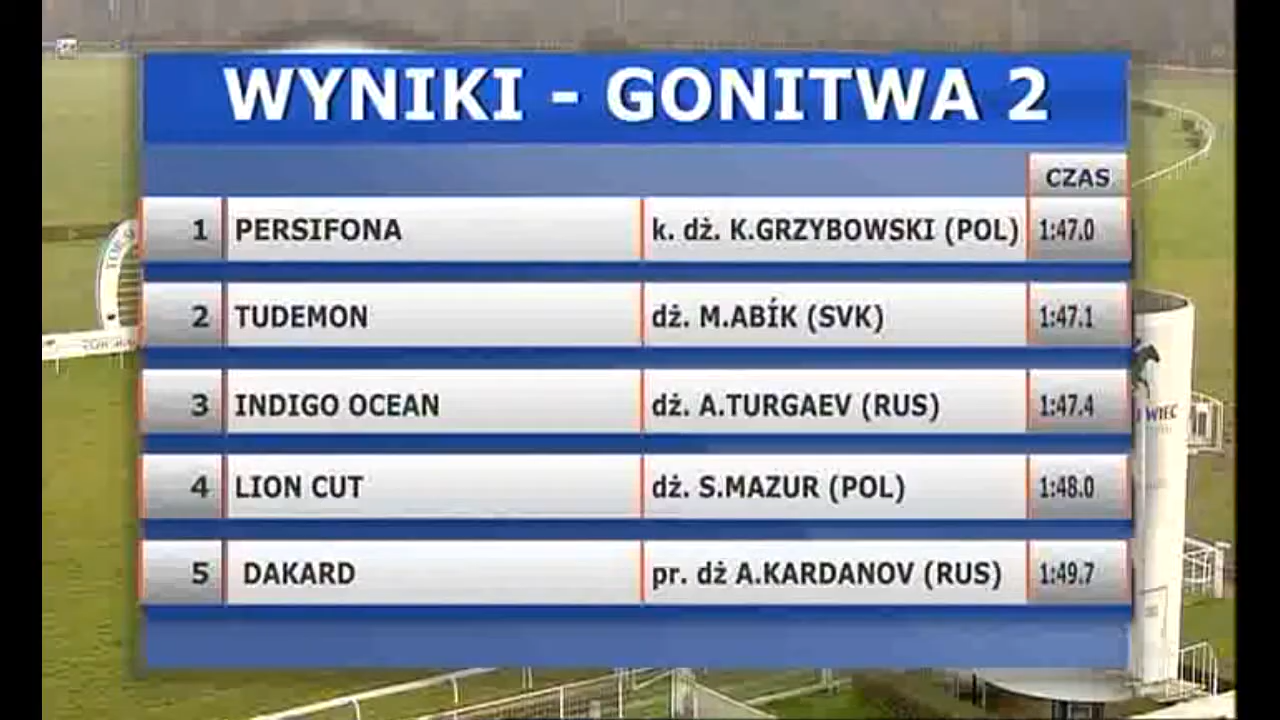 WYNIKI - GONITWA 2
CZAS
1 PERSIFONA k. dż. K.GRZYBOWSKI (POL) 1:47.0
2 TUDEMON dż. M.ABÍK (SVK) 1:47.1
3 INDIGO OCEAN dż. A.TURGAEV (RUS) 1:47.4
4 LION CUT dż. S.MAZUR (POL) 1:48.0
5 DAKARD pr. dż A.KARDANOV (RUS) 1:49.7